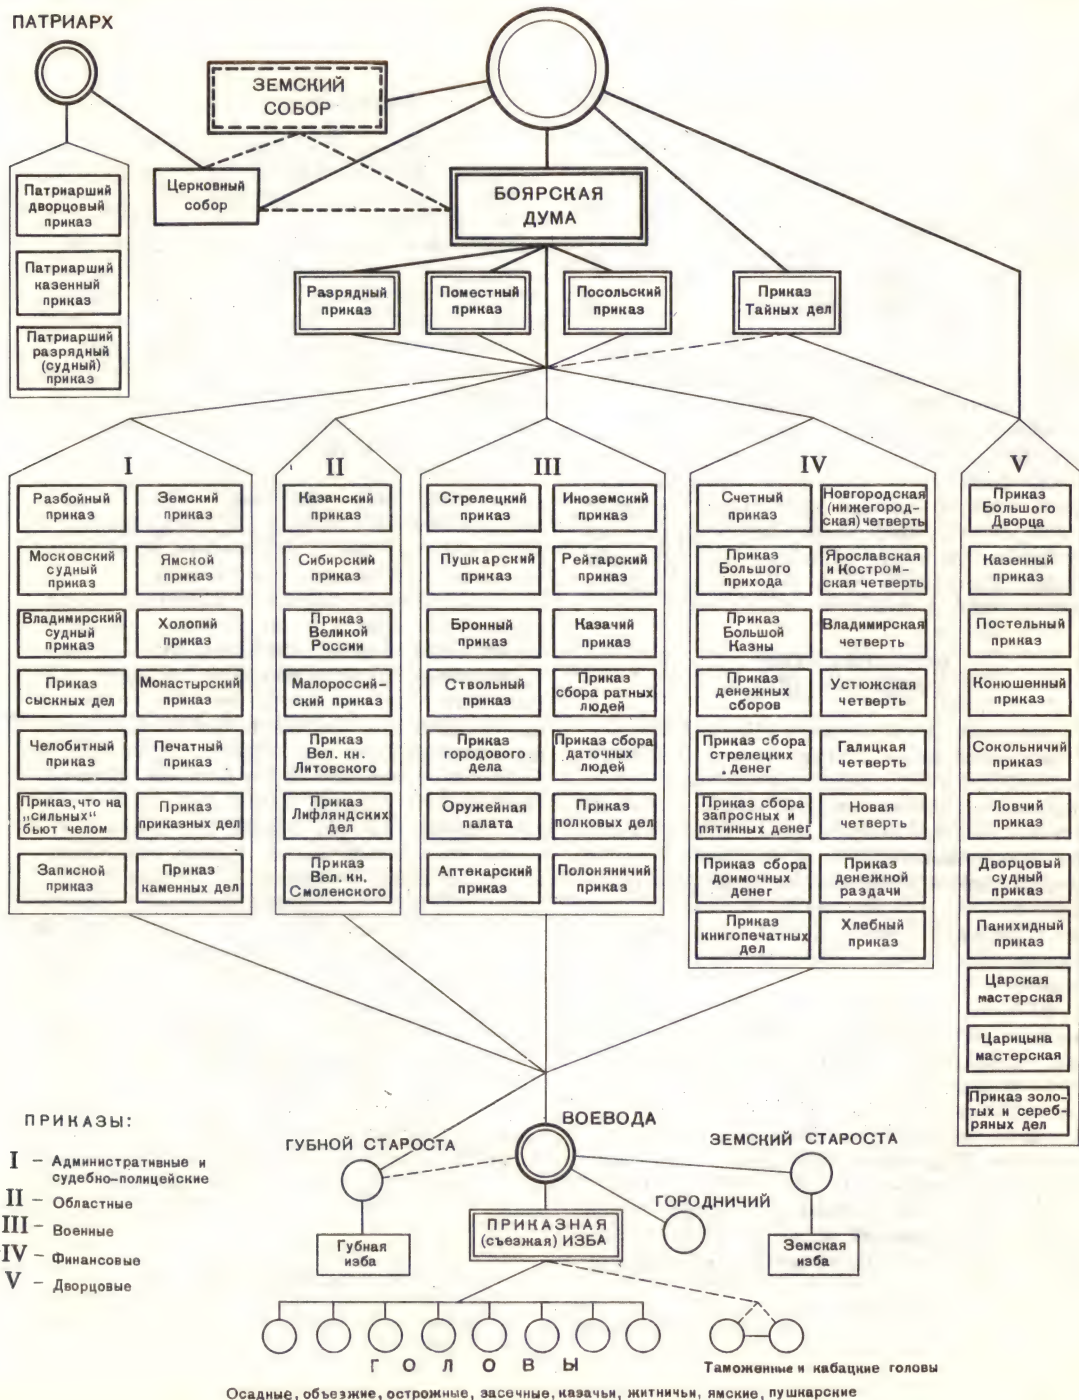 ПАТРИАРХ
ЗЕМСКИЙ
СОБОР
Патриарший
дворцовый
приказ
Патриарший
казенный
приказ
Патриарший
разрядный
(судный)
приказ
Церковный
собор
БОЯРСКАЯ
ДУМА
Разрядный
приказ
Поместный
приказ
Посольский
приказ
Приказ
Тайных дел
I
Разбойный
приказ
Земский
приказ
Московский
судный
приказ
Ямской
приказ
Владимирский
судный
приказ
Холопий
приказ
Приказ
сыскных дел
Монастырский
приказ
Челобитный
приказ
Печатный
приказ
Приказ, что на
„сильных“
бьют челом
Приказ
приказных дел
Записной
приказ
Приказ
каменных дел
II
Казанский
приказ
Сибирский
приказ
Приказ
Великой
России
Малороссий-
ский приказ
Приказ
Вел. кн.
Литовского
Приказ
Лифляндских
дел
Приказ
Вел. кн.
Смоленского
III
Стрелецкий
приказ
Иноземский
приказ
Пушкарский
приказ
Рейтарский
приказ
Бронный
приказ
Казачий
приказ
Ствольный
приказ
Приказ
сбора ратных
людей
Приказ
городового
дела
Приказ сбора
даточных
людей
Оружейная
палата
Приказ
полковых дел
Аптекарский
приказ
Полоняничий
приказ
IV
Счетный
приказ
Новгородская
(нижегород-
ская) четверть
Приказ
Большого
прихода
Ярославская
и Костром-
ская четверть
Приказ
Большой
Казны
Владимирская
четверть
Приказ
денежных
сборов
Устюжская
четверть
Приказ сбора
стрелецких
денег
Галицкая
четверть
Приказ сбора
запросных и
пятинных денег
Новая
четверть
Приказ сбора
доимочных
денег
Приказ
денежной
раздачи
Приказ
книгопечатных
дел
Хлебный
приказ
V
Приказ
Большого
Дворца
Казенный
приказ
Постельный
приказ
Конюшенный
приказ
Сокольничий
приказ
Ловчий
приказ
Дворцовый
судный
приказ
Панихидный
приказ
Царская
мастерская
Царицына
мастерская
Приказ золо-
тых и сереб-
ряных дел
ПРИКАЗЫ:
I – Административные и
судебно-полицейские
II – Областные
III – Военные
IV – Финансовые
V – Дворцовые
ВОЕВОДА
ГУБНОЙ СТАРОСТА
ЗЕМСКИЙ СТАРОСТА
ГОРОДНИЧИЙ
Губная
изба
ПРИКАЗНАЯ
(съезжая) ИЗБА
Земская
изба
ГОЛОВЫ
Таможенные и кабацкие головы
Осадные, объезжие, острожные, засечные, казачьи, житничьи, ямские, пушкарские